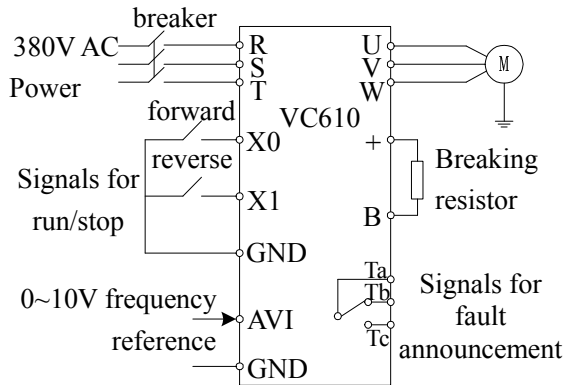 breaker
380V AC
Power
R
S
T
VC610
U
V
W
M
forward
X0
reverse
X1
Signals for
run/stop
GND
+
B
Breaking
resistor
0~10V frequency
reference
AVI
GND
Ta
Tb
Tc
Signals for
fault
announcement